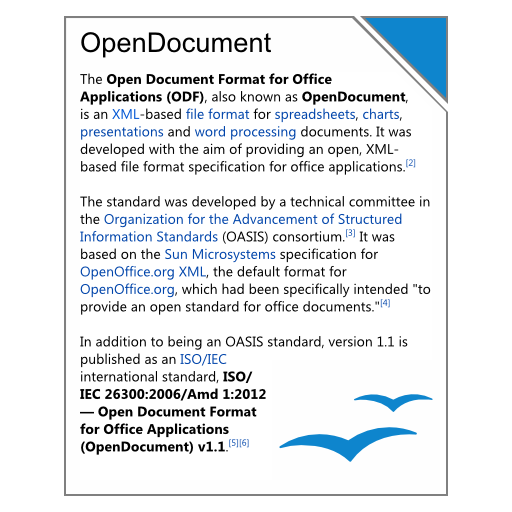 OpenDocument
The Open Document Format for Office
Applications (ODF), also known as OpenDocument,
is an XML-based file format for spreadsheets, charts,
presentations and word processing documents. It was
developed with the aim of providing an open, XML-
based file format specification for office applications.[2]
The standard was developed by a technical committee in
the Organization for the Advancement of Structured
Information Standards (OASIS) consortium.[3] It was
based on the Sun Microsystems specification for
OpenOffice.org XML, the default format for
OpenOffice.org, which had been specifically intended "to
provide an open standard for office documents."[4]
In addition to being an OASIS standard, version 1.1 is
published as an ISO/IEC
international standard, ISO/
IEC 26300:2006/Amd 1:2012
— Open Document Format
for Office Applications
(OpenDocument) v1.1.[5][6]